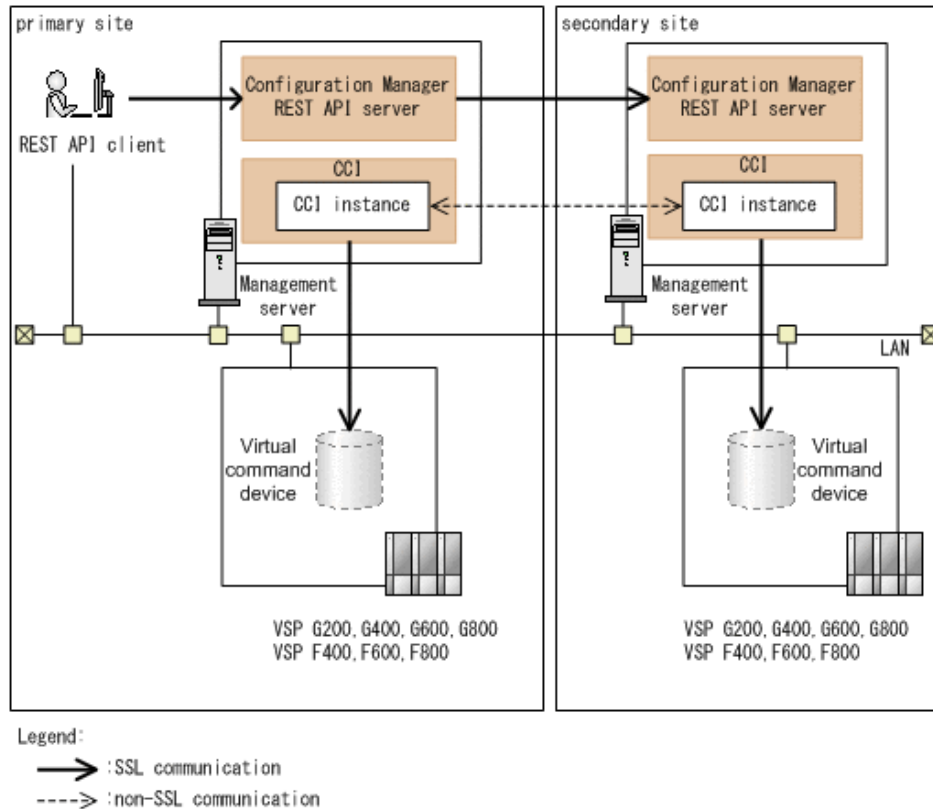 primary site
secondary site
Configuration Manager
REST API server
Configuration Manager
REST API server
REST API client
CCI
CCI instance
CCI
CCI instance
Management
server
Management
server
LAN
Virtual
command
device
Virtual
command
device
VSP G200, G400, G600, G800
VSP F400, F600, F800
VSP G200, G400, G600, G800
VSP F400, F600, F800
Legend:
:SSL communication
:non-SSL communication